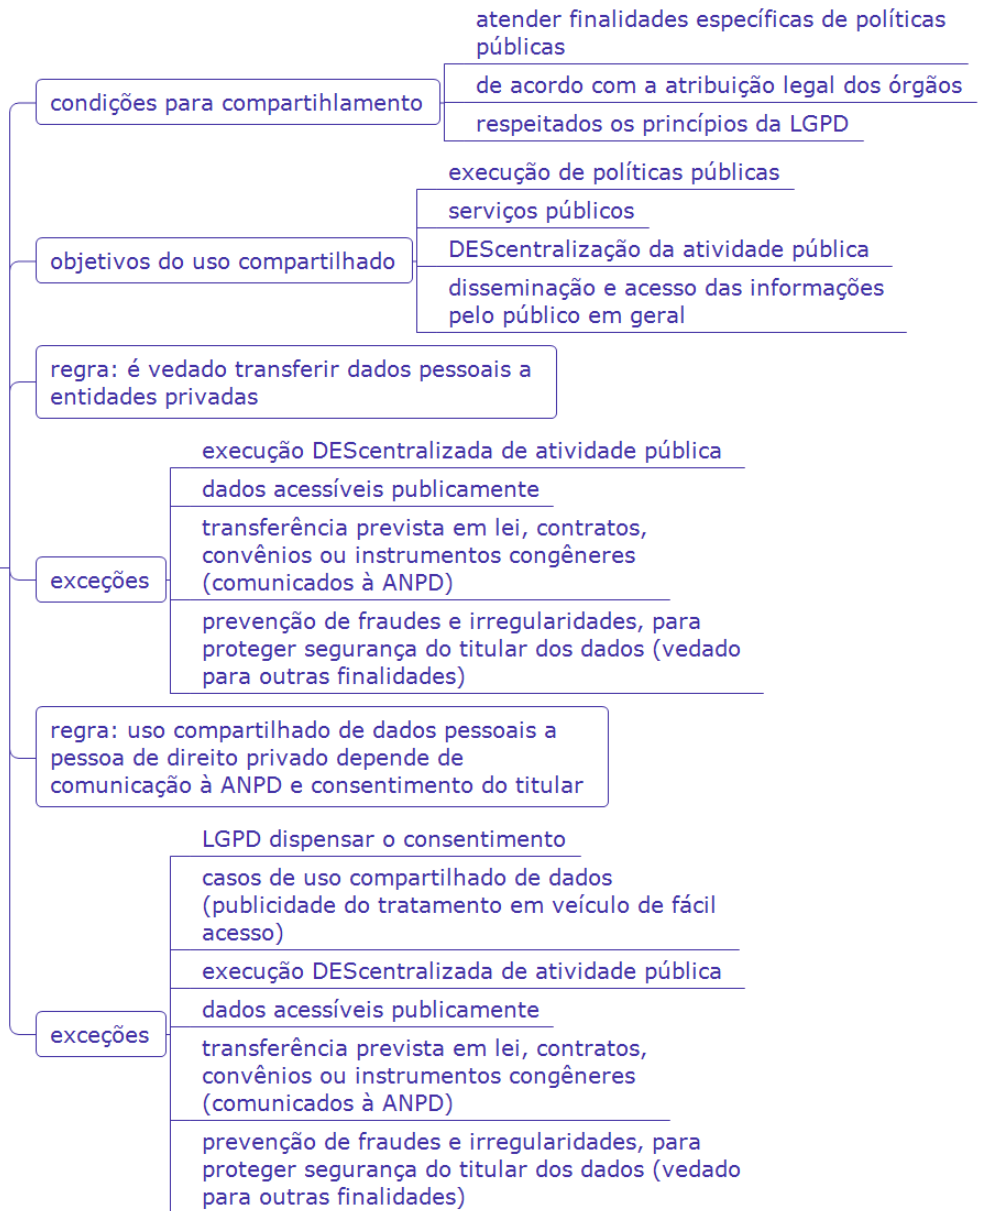 atender finalidades específicas de políticas
públicas
condições para compartihlamento
de acordo com a atribuição legal dos órgãos
respeitados os princípios da LGPD
execução de políticas públicas
serviços públicos
objetivos do uso compartilhado
DEScentralização da atividade pública
disseminação e acesso das informações
pelo público em geral
regra: é vedado transferir dados pessoais a
entidades privadas
execução DEScentralizada de atividade pública
dados acessíveis publicamente
transferência prevista em lei, contratos,
convênios ou instrumentos congêneres
(comunicados à ANPD)
exceções
prevenção de fraudes e irregularidades, para
proteger segurança do titular dos dados (vedado
para outras finalidades)
regra: uso compartilhado de dados pessoais a
pessoa de direito privado depende de
comunicação à ANPD e consentimento do titular
LGPD dispensar o consentimento
casos de uso compartilhado de dados
(publicidade do tratamento em veículo de fácil
acesso)
execução DEScentralizada de atividade pública
dados acessíveis publicamente
exceções
transferência prevista em lei, contratos,
convênios ou instrumentos congêneres
(comunicados à ANPD)
prevenção de fraudes e irregularidades, para
proteger segurança do titular dos dados (vedado
para outras finalidades)